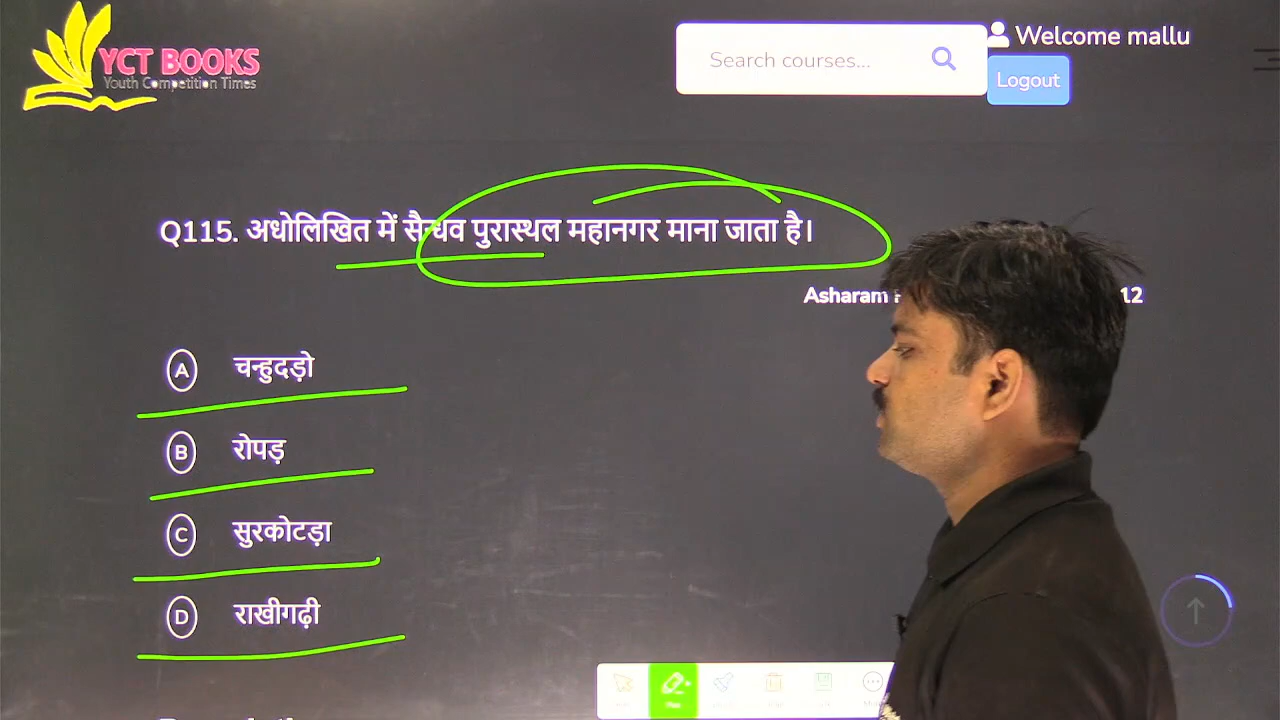 YCT BOOKS
Youth Competition Times
Search courses...
Welcome mallu
Logout
Q115. अधोलिखित में सैन्धव पुरास्थल महानगर माना जाता है।
Asharam
12
A चन्हुदड़ो
B रोपड़
C सुरकोटड़ा
D राखीगढ़ी